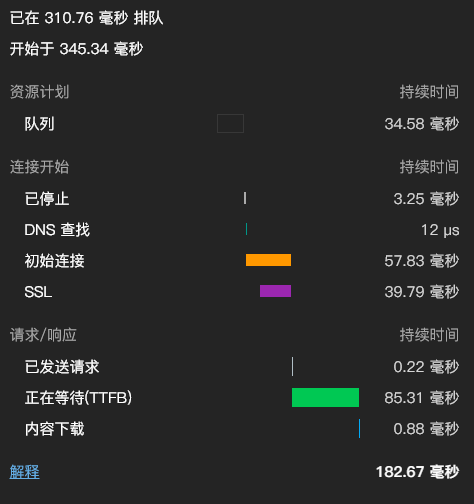 已在 310.76 毫秒 排队
开始于 345.34 毫秒
资源计划 持续时间
队列 34.58 毫秒
连接开始 持续时间
已停止 3.25 毫秒
DNS 查找 12 μs
初始连接 57.83 毫秒
SSL 39.79 毫秒
请求/响应 持续时间
已发送请求 0.22 毫秒
正在等待(TTFB) 85.31 毫秒
内容下载 0.88 毫秒
解释 182.67 毫秒